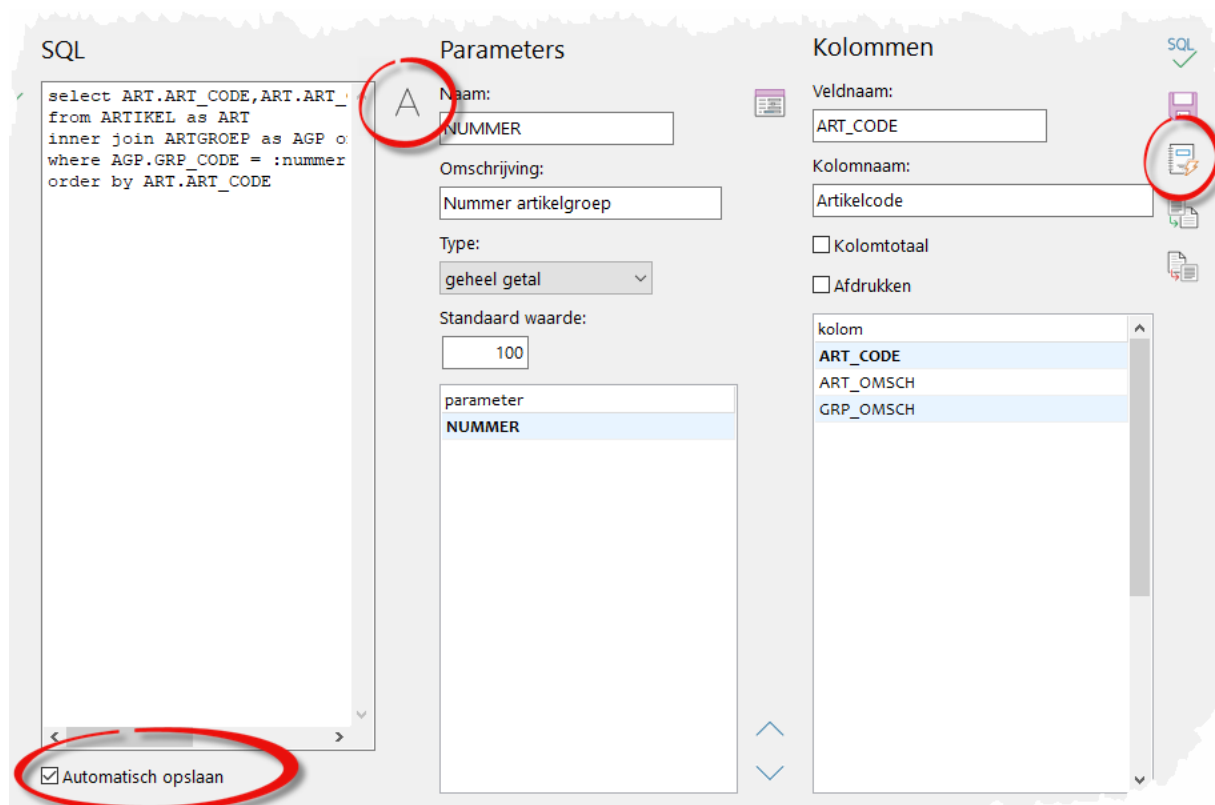 SQL
select ART.ART_CODE,ART.ART_
from ARTIKEL as ART
inner join ARTGROEP as AGP o
where AGP.GRP_CODE = :nummer
order by ART.ART_CODE
Automatisch opslaan
A
Parameters
Naam:
NUMMER
Omschrijving:
Nummer artikelgroep
Type:
geheel getal
Standaard waarde:
100
parameter
NUMMER
Kolommen
Veldnaam:
ART_CODE
Kolomnaam:
Artikelcode
Kolomtotaal
Afdrukken
kolom
ART_CODE
ART_OMSCH
GRP_OMSCH
SQL